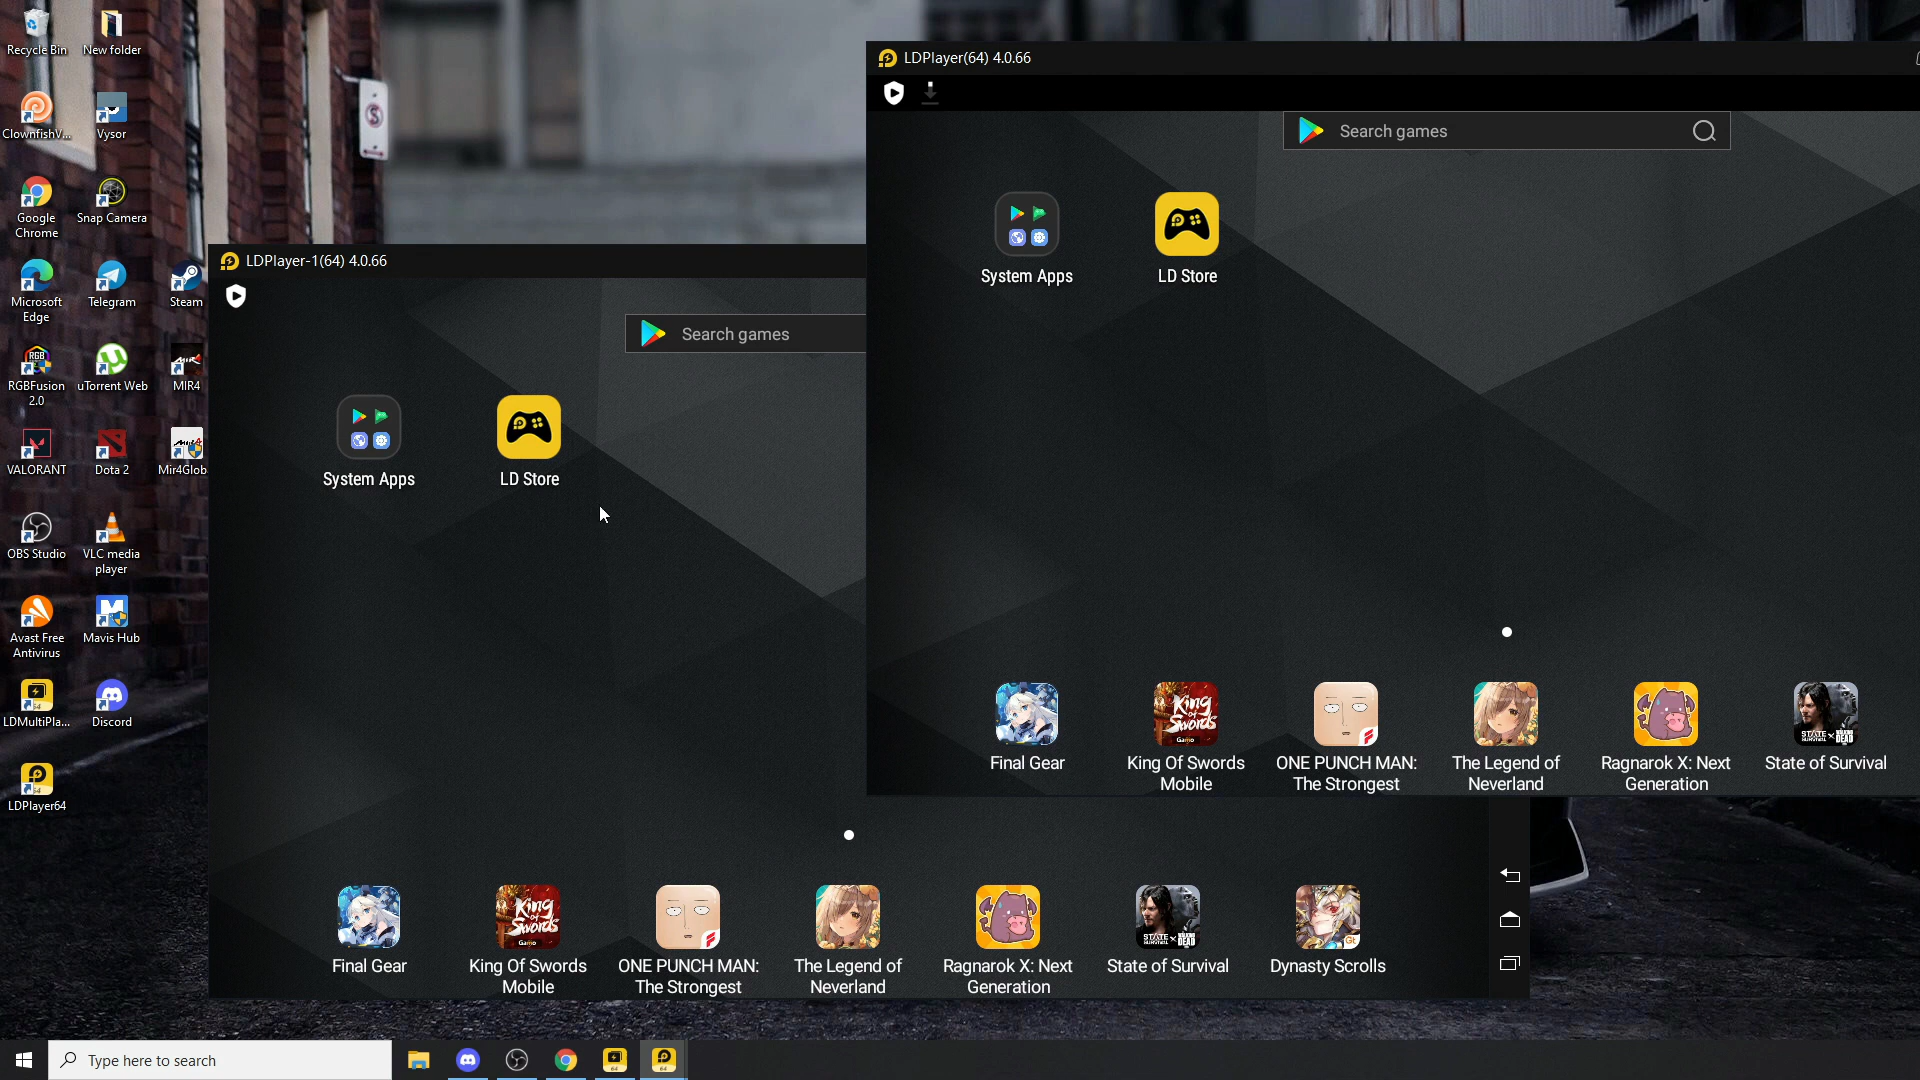 Recycle Bin
New folder
ClownfishV...
Vysor
Google
Chrome
Snap Camera
Microsoft
Edge
Telegram
Steam
RGBFusion
2.0
uTorrent Web
MIR4
VALORANT
Dota 2
Mir4Glob
OBS Studio
VLC media
player
Avast Free
Antivirus
Mavis Hub
LDMultiPla...
Discord
LDPlayer64
LDPlayer-1(64) 4.0.66
Search games
System Apps
LD Store
Final Gear
King Of Swords
Mobile
ONE PUNCH MAN:
The Strongest
The Legend of
Neverland
Ragnarok X: Next
Generation
State of Survival
Dynasty Scrolls
LDPlayer(64) 4.0.66
Search games
System Apps
LD Store
Final Gear
King Of Swords
Mobile
ONE PUNCH MAN:
The Strongest
The Legend of
Neverland
Ragnarok X: Next
Generation
State of Survival
Type here to search